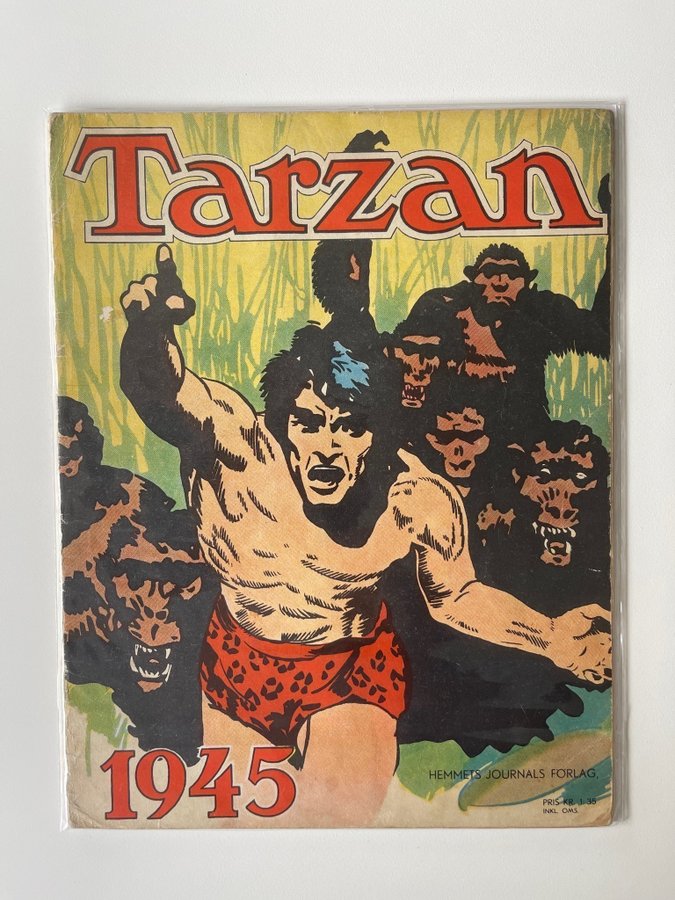 Tarzan
1945
HEMMETS JOURNALS FÖRLAG,
PRIS KR. 1.35
INKL. OMS.